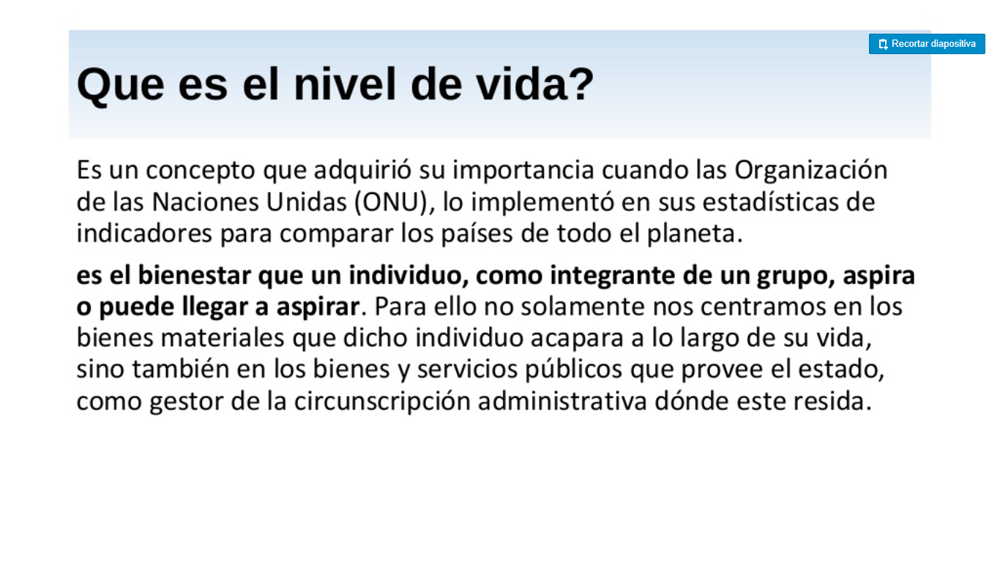 Recortar diapositiva
Que es el nivel de vida?
Es un concepto que adquirió su importancia cuando las Organización
de las Naciones Unidas (ONU), lo implementó en sus estadísticas de
indicadores para comparar los países de todo el planeta.
es el bienestar que un individuo, como integrante de un grupo, aspira
o puede llegar a aspirar. Para ello no solamente nos centramos en los
bienes materiales que dicho individuo acapara a lo largo de su vida,
sino también en los bienes y servicios públicos que provee el estado,
como gestor de la circunscripción administrativa dónde este resida.